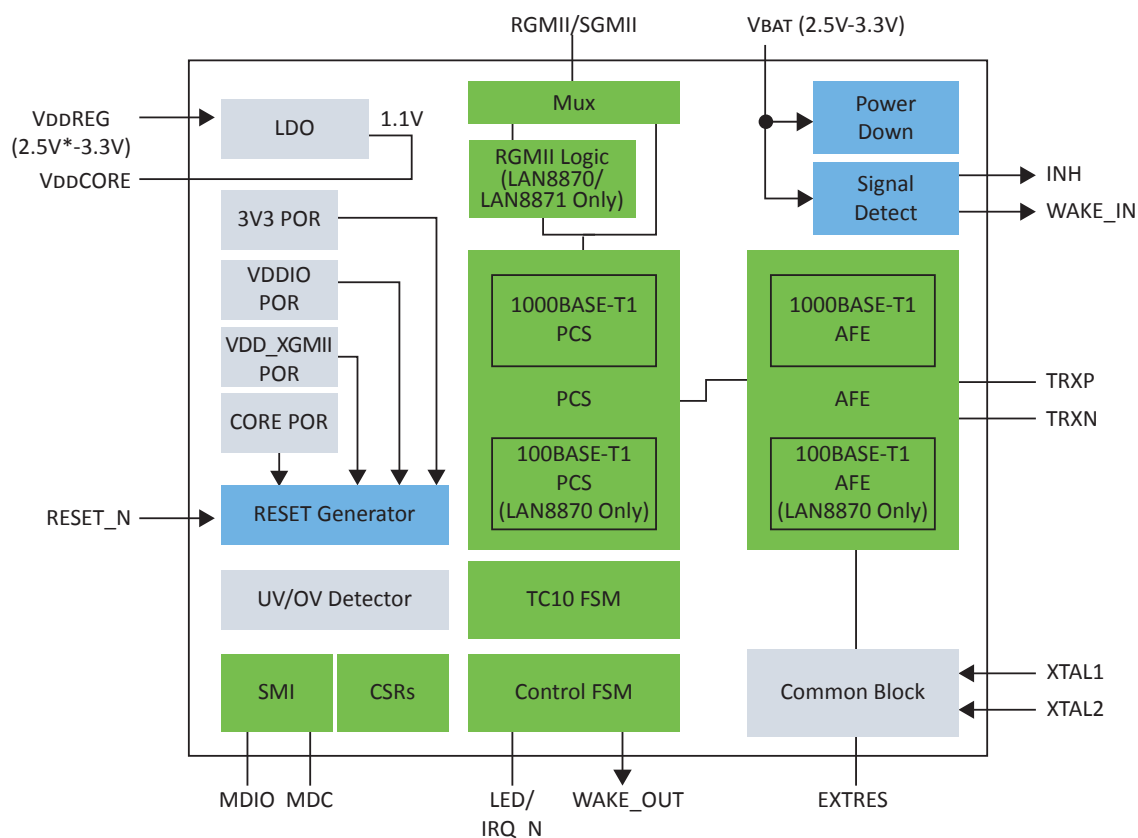 RGMII/SGMII
VBAT (2.5V-3.3V)
VDDREG
(2.5V*-3.3V)
VDDCORE
LDO
1.1V
Mux
RGMII Logic
(LAN8870/
LAN8871 Only)
Power
Down
Signal
Detect
INH
WAKE_IN
3V3 POR
VDDIO
POR
VDD_XGMII
POR
CORE POR
RESET_N
RESET Generator
1000BASE-T1
PCS
PCS
100BASE-T1
PCS
(LAN8870 Only)
1000BASE-T1
AFE
AFE
100BASE-T1
AFE
(LAN8870 Only)
TRXP
TRXN
UV/OV Detector
TC10 FSM
SMI
CSRs
Control FSM
Common Block
XTAL1
XTAL2
MDIO
MDC
LED/
IRQ_N
WAKE_OUT
EXTRES